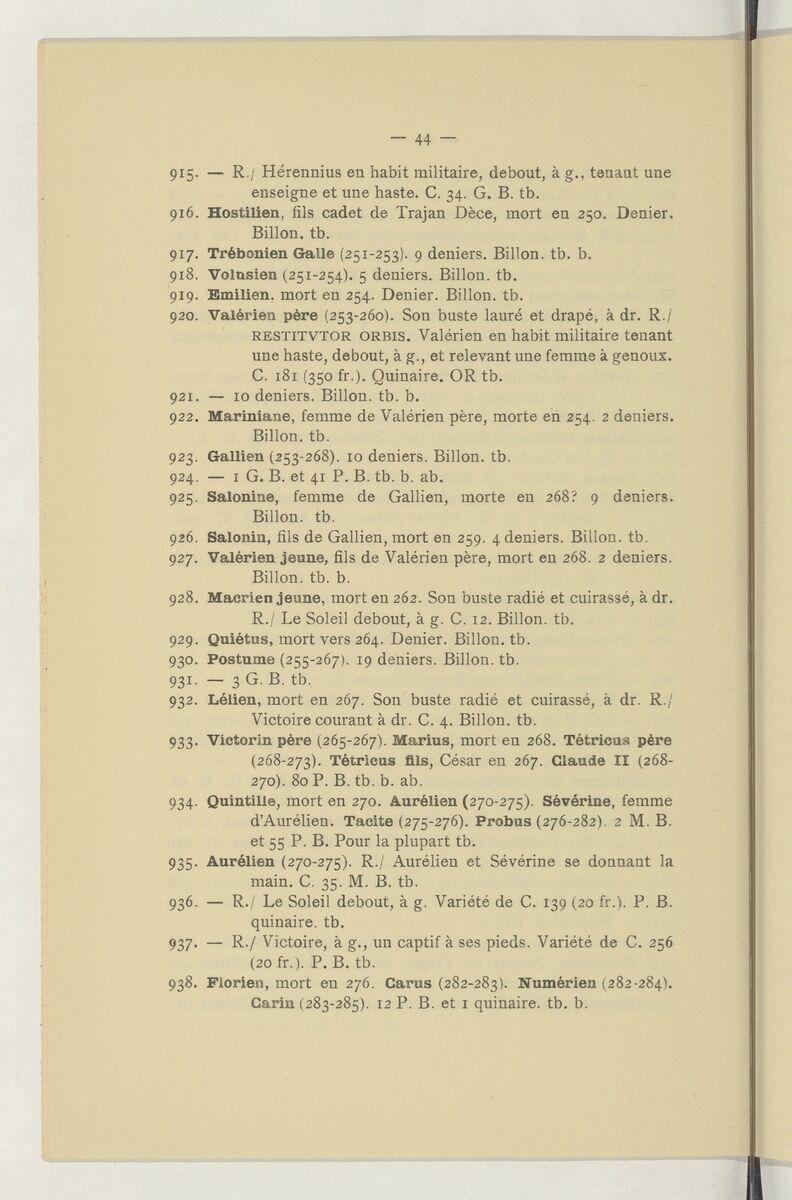 — 44 —
915. — R./ Hérennius en habit militaire, debout, à g., tenant une
enseigne et une haste. C. 34. G. B. tb.
916. Hostilien, fils cadet de Trajan Dèce, mort en 250. Denier.
Billon. tb.
917. Trébonien Galle (251-253). 9 deniers. Billon. tb. b.
918. Volusien (251-254). 5 deniers. Billon. tb.
919. Emilien, mort en 254. Denier. Billon. tb.
920. Valérien père (253-260). Son buste lauré et drapé, à dr. R./
RESTITVTOR ORBIS. Valérien en habit militaire tenant
une haste, debout, à g., et relevant une femme à genoux.
C. 181 (350 fr.). Quinaire. OR tb.
921. — 10 deniers. Billon. tb. b.
922. Mariniane, femme de Valérien père, morte en 254. 2 deniers.
Billon. tb.
923. Gallien (253-268). 10 deniers. Billon. tb.
924. — 1 G. B. et 41 P. B. tb. b. ab.
925. Salonine, femme de Gallien, morte en 268? 9 deniers.
Billon. tb.
926. Salonin, fils de Gallien, mort en 259. 4 deniers. Billon. tb.
927. Valérien jeune, fils de Valérien père, mort en 268. 2 deniers.
Billon. tb. b.
928. Macrien jeune, mort en 262. Son buste radié et cuirassé, à dr.
R./ Le Soleil debout, à g. C. 12. Billon. tb.
929. Quiétus, mort vers 264. Denier. Billon. tb.
930. Postume (255-267). 19 deniers. Billon. tb.
931. — 3 G. B. tb.
932. Lélien, mort en 267. Son buste radié et cuirassé, à dr. R./
Victoire courant à dr. C. 4. Billon. tb.
933. Victorin père (265-267). Marius, mort en 268. Tétricus père
(268-273). Tétricus fils, César en 267. Claude II (268-
270). 80 P. B. tb. b. ab.
934. Quintille, mort en 270. Aurélien (270-275). Sévérine, femme
d'Aurélien. Tacite (275-276). Probus (276-282). 2 M. B.
et 55 P. B. Pour la plupart tb.
935. Aurélien (270-275). R./ Aurélien et Sévérine se donnant la
main. C. 35. M. B. tb.
936. — R./ Le Soleil debout, à g. Variété de C. 139 (20 fr.). P. B.
quinaire. tb.
937. — R./ Victoire, à g., un captif à ses pieds. Variété de C. 256
(20 fr.). P. B. tb.
938. Florien, mort en 276. Carus (282-283). Numérien (282-284).
Carin (283-285). 12 P. B. et 1 quinaire. tb. b.